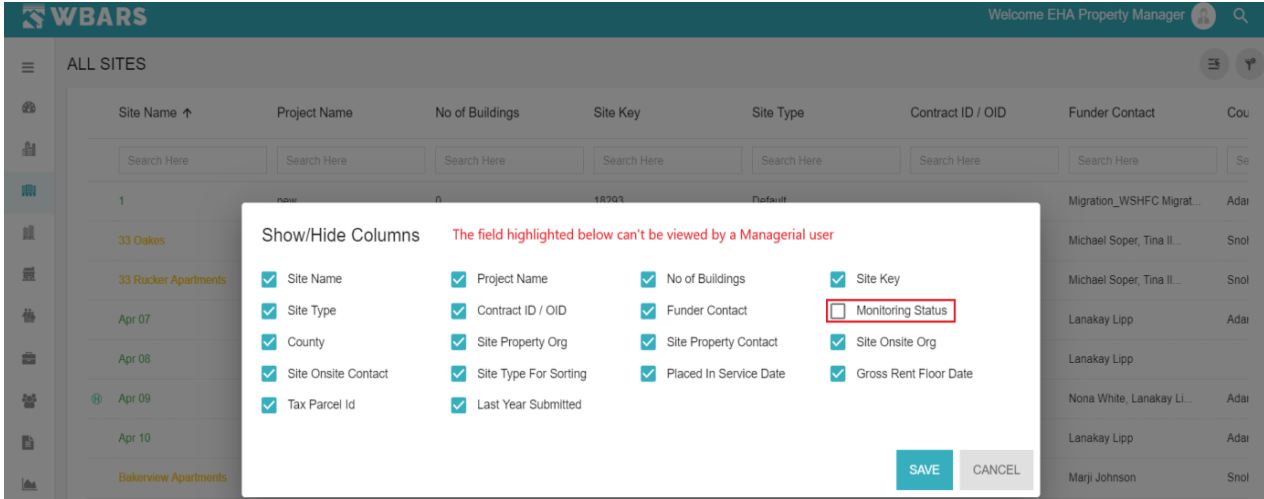 WBARS
Welcome EHA Property Manager
ALL SITES
Site Name Project Name No of Buildings Site Key Site Type Contract ID / OID Funder Contact Cou
Search Here Search Here Search Here Search Here Search Here Search Here Search Here Se
1 new 0 18293 Default Migration_WSHFC Migrat... Adar
33 Oakes Michael Soper, Tina Il... Snoh
33 Rucker Apartments Michael Soper, Tina Il... Snoh
Apr 07 Lanakay Lipp Adar
Apr 08 Lanakay Lipp
H Apr 09 Nona White, Lanakay Li... Adar
Apr 10 Lanakay Lipp Adar
Bakerview Apartments Marji Johnson Snoh
Show/Hide Columns The field highlighted below can't be viewed by a Managerial user
Site Name Project Name No of Buildings Site Key
Site Type Contract ID / OID Funder Contact Monitoring Status
County Site Property Org Site Property Contact Site Onsite Org
Site Onsite Contact Site Type For Sorting Placed In Service Date Gross Rent Floor Date
Tax Parcel Id Last Year Submitted
SAVE CANCEL